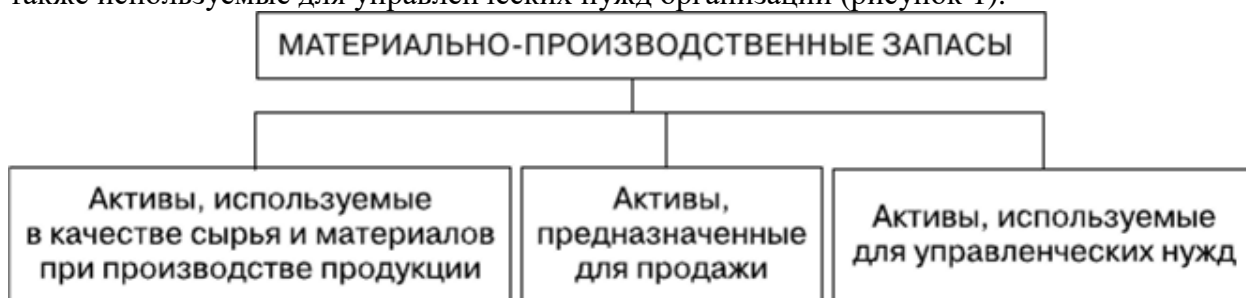 также используемые для управленческих нужд организации (рисунок 1).
МАТЕРИАЛЬНО-ПРОИЗВОДСТВЕННЫЕ ЗАПАСЫ
Активы, используемые
в качестве сырья и материалов
при производстве продукции
Активы,
предназначенные
для продажи
Активы, используемые
для управленческих нужд